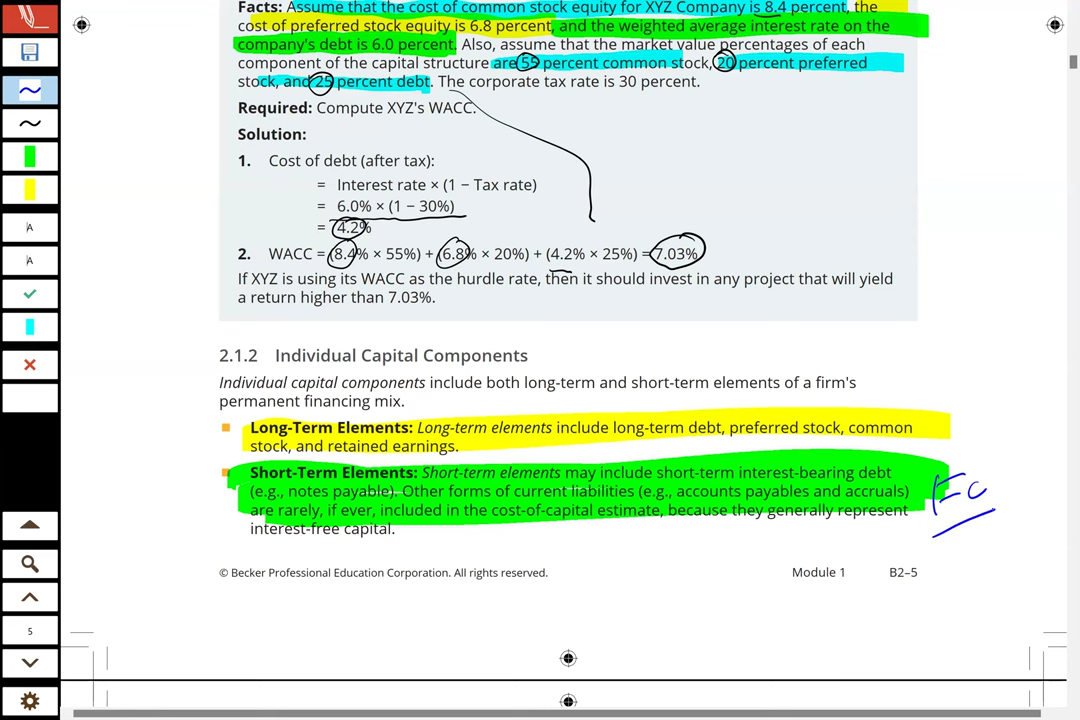 Facts: Assume that the cost of common stock equity for XYZ Company is 8.4 percent, the
cost of preferred stock equity is 6.8 percent, and the weighted average interest rate on the
company's debt is 6.0 percent. Also, assume that the market value percentages of each
component of the capital structure are 55 percent common stock, 20 percent preferred
stock, and 25 percent debt. The corporate tax rate is 30 percent.
Required: Compute XYZ's WACC.
Solution:
1. Cost of debt (after tax):
= Interest rate × (1 − Tax rate)
= 6.0% × (1 − 30%)
= 4.2%
2. WACC = (8.4% × 55%) + (6.8% × 20%) + (4.2% × 25%) = 7.03%
If XYZ is using its WACC as the hurdle rate, then it should invest in any project that will yield
a return higher than 7.03%.
2.1.2 Individual Capital Components
Individual capital components include both long-term and short-term elements of a firm's
permanent financing mix.
Long-Term Elements: Long-term elements include long-term debt, preferred stock, common
stock, and retained earnings.
Short-Term Elements: Short-term elements may include short-term interest-bearing debt
(e.g., notes payable). Other forms of current liabilities (e.g., accounts payables and accruals)
are rarely, if ever, included in the cost-of-capital estimate, because they generally represent
interest-free capital.
© Becker Professional Education Corporation. All rights reserved.
Module 1
B2–5
A
A
5